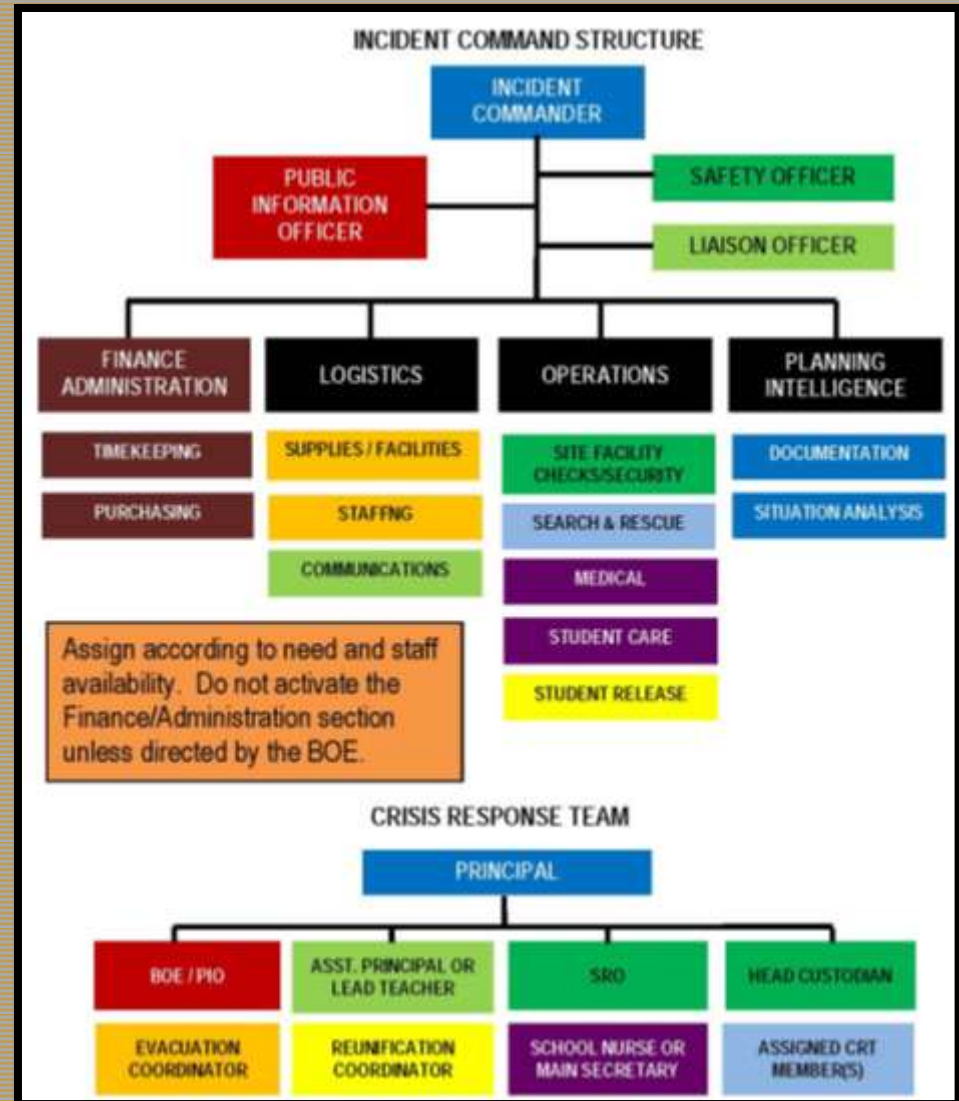 INCIDENT COMMAND STRUCTURE
INCIDENT
COMMANDER
PUBLIC
INFORMATION
OFFICER
SAFETY OFFICER
LIAISON OFFICER
FINANCE
ADMINISTRATION
LOGISTICS
OPERATIONS
PLANNING
INTELLIGENCE
TIMEKEEPING
PURCHASING
SUPPLIES / FACILITIES
STAFFNG
COMMUNICATIONS
SITE FACILITY
CHECKS/SECURITY
SEARCH & RESCUE
MEDICAL
STUDENT CARE
STUDENT RELEASE
DOCUMENTATION
SITUATION ANALYSIS
Assign according to need and staff
availability. Do not activate the
Finance/Administration section
unless directed by the BOE.
CRISIS RESPONSE TEAM
PRINCIPAL
BOE / PIO
ASST. PRINCIPAL OR
LEAD TEACHER
SRO
HEAD CUSTODIAN
EVACUATION
COORDINATOR
REUNIFICATION
COORDINATOR
SCHOOL NURSE OR
MAIN SECRETARY
ASSIGNED CRT
MEMBER(S)